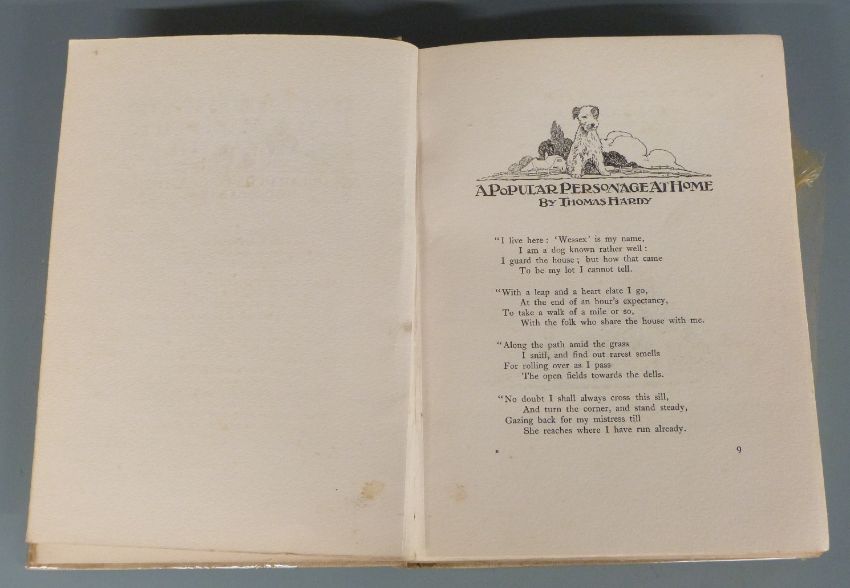 A POPULAR PERSONAGE AT HOME
BY THOMAS HARDY
"I live here: 'Wessex' is my name,
I am a dog known rather well:
I guard the house; but how that came
To be my lot I cannot tell.
"With a leap and a heart elate I go,
At the end of an hour's expectancy,
To take a walk of a mile or so,
With the folk who share the house with me.
"Along the path amid the grass
I sniff, and find out rarest smells
For rolling over as I pass
The open fields towards the dells.
"No doubt I shall always cross this sill,
And turn the corner, and stand steady,
Gazing back for my mistress till
She reaches where I have run already.
* 9